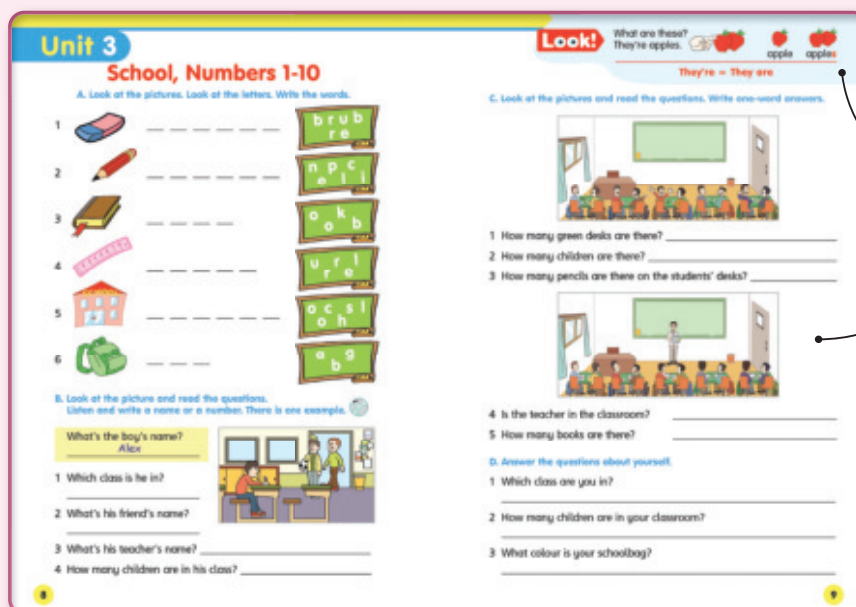 Unit 3
School, Numbers 1-10
A. Look at the pictures. Look at the letters. Write the words.
1
b r u b
r e
2
n p c
e l i
3
o k
o b
4
u r l
r e
5
o c s l
o h
6
a g
b
B. Look at the picture and read the questions.
Listen and write a name or a number. There is one example.
What's the boy's name?
Alex
1 Which class is he in?
2 What's his friend's name?
3 What's his teacher's name?
4 How many children are in his class?
8
Look!
What are these?
They're apples.
apple apples
They're = They are
C. Look at the pictures and read the questions. Write one-word answers.
1 How many green desks are there?
2 How many children are there?
3 How many pencils are there on the students' desks?
4 Is the teacher in the classroom?
5 How many books are there?
D. Answer the questions about yourself.
1 Which class are you in?
2 How many children are in your classroom?
3 What colour is your schoolbag?
9